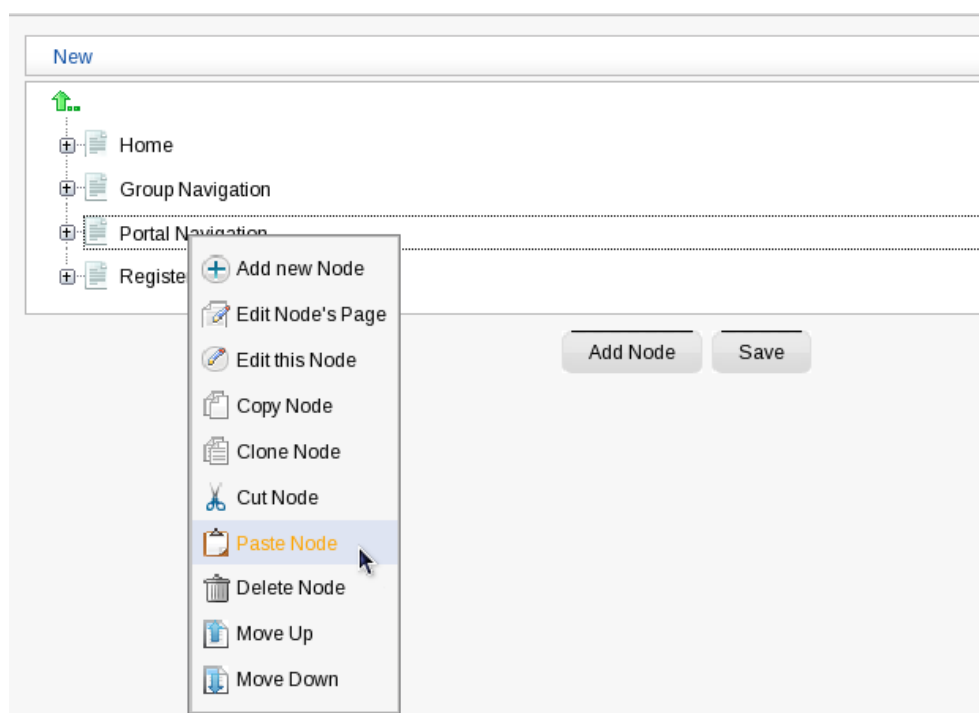 New
Home
Group Navigation
Portal Navigation
Registe
Add new Node
Edit Node's Page
Edit this Node
Copy Node
Clone Node
Cut Node
Paste Node
Delete Node
Move Up
Move Down
Add Node
Save